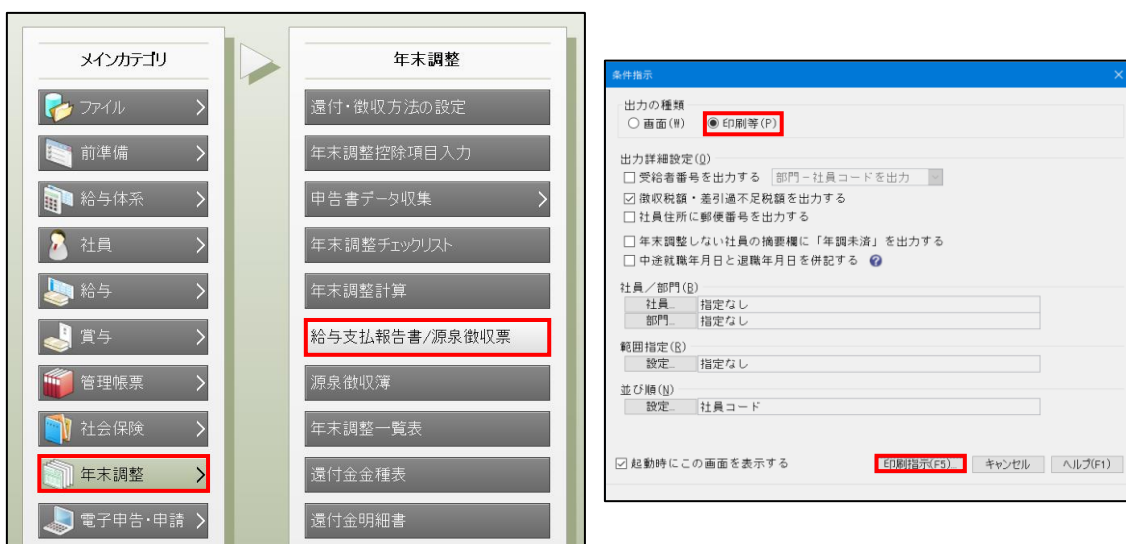 メインカテゴリ
ファイル
前準備
給与体系
社員
給与
賞与
管理帳票
社会保険
年末調整
電子申告・申請
年末調整
還付・徴収方法の設定
年末調整控除項目入力
申告書データ収集
年末調整チェックリスト
年末調整計算
給与支払報告書/源泉徴収票
源泉徴収簿
年末調整一覧表
還付金金種表
還付金明細書
条件指示
出力の種類
画面(W) 印刷等(P)
出力詳細設定(O)
受給者番号を出力する 部門-社員コードを出力
徴収税額・差引過不足税額を出力する
社員住所に郵便番号を出力する
年末調整しない社員の摘要欄に「年調未済」を出力する
中途就職年月日と退職年月日を併記する
社員/部門(B)
社員... 指定なし
部門... 指定なし
範囲指定(R)
設定... 指定なし
並び順(N)
設定... 社員コード
起動時にこの画面を表示する 印刷指示(F5)... キャンセル ヘルプ(F1)